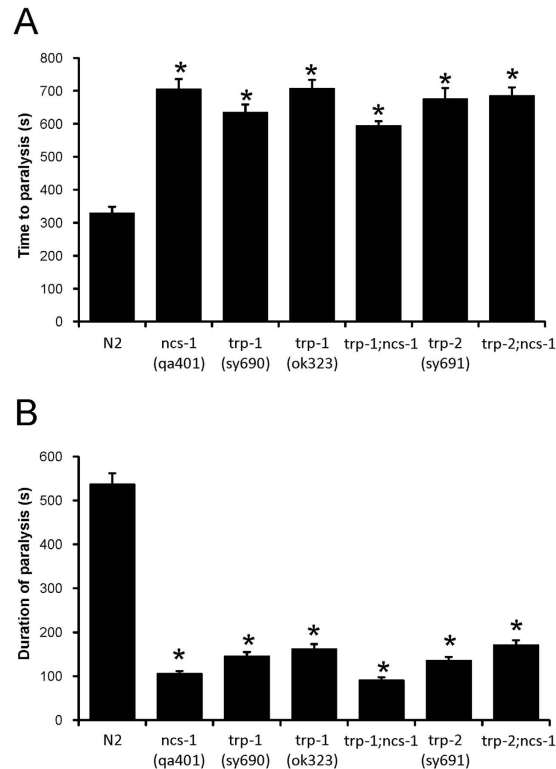 A
Time to paralysis (s)
800
700
600
500
400
300
200
100
0
* * * * * *
N2 ncs-1 trp-1 trp-1 trp-1;ncs-1 trp-2 trp-2;ncs-1
(qa401) (sy690) (ok323) (sy691)
B
Duration of paralysis (s)
600
500
400
300
200
100
0
* * * * * *
N2 ncs-1 trp-1 trp-1 trp-1;ncs-1 trp-2 trp-2;ncs-1
(qa401) (sy690) (ok323) (sy691)